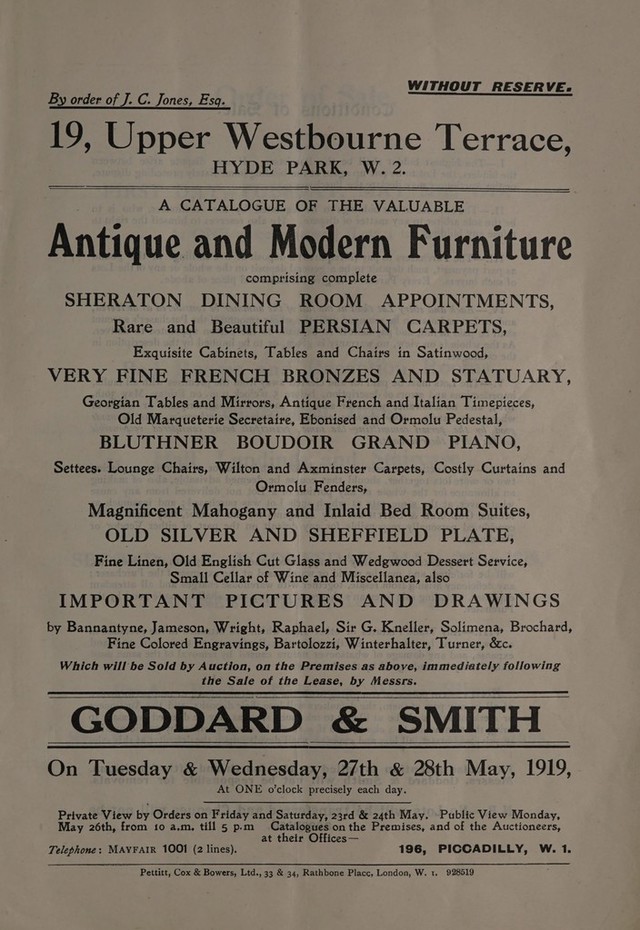 WITHOUT RESERVE.
By order of J. C. Jones, Esq.
19, Upper Westbourne Terrace,
HYDE PARK, W. 2.
A CATALOGUE OF THE VALUABLE
Antique and Modern Furniture
comprising complete
SHERATON DINING ROOM APPOINTMENTS,
Rare and Beautiful PERSIAN CARPETS,
Exquisite Cabinets, Tables and Chairs in Satinwood,
VERY FINE FRENCH BRONZES AND STATUARY,
Georgian Tables and Mirrors, Antique French and Italian Timepieces,
Old Marqueterie Secretaire, Ebonised and Ormolu Pedestal,
BLUTHNER BOUDOIR GRAND PIANO,
Settees. Lounge Chairs, Wilton and Axminster Carpets, Costly Curtains and
Ormolu Fenders,
Magnificent Mahogany and Inlaid Bed Room Suites,
OLD SILVER AND SHEFFIELD PLATE,
Fine Linen, Old English Cut Glass and Wedgwood Dessert Service,
Small Cellar of Wine and Miscellanea, also
IMPORTANT PICTURES AND DRAWINGS
by Bannantyne, Jameson, Wright, Raphael, Sir G. Kneller, Solimena, Brochard,
Fine Colored Engravings, Bartolozzi, Winterhalter, Turner, &c.
Which will be Sold by Auction, on the Premises as above, immediately following
the Sale of the Lease, by Messrs.
GODDARD & SMITH
On Tuesday & Wednesday, 27th & 28th May, 1919,
At ONE o'clock precisely each day.
Private View by Orders on Friday and Saturday, 23rd & 24th May. Public View Monday,
May 26th, from 10 a.m. till 5 p.m Catalogues on the Premises, and of the Auctioneers,
at their Offices—
Telephone: MAYFAIR 1001 (2 lines). 196, PICCADILLY, W. 1.
Pettitt, Cox & Bowers, Ltd., 33 & 34, Rathbone Place, London, W. 1. 928519